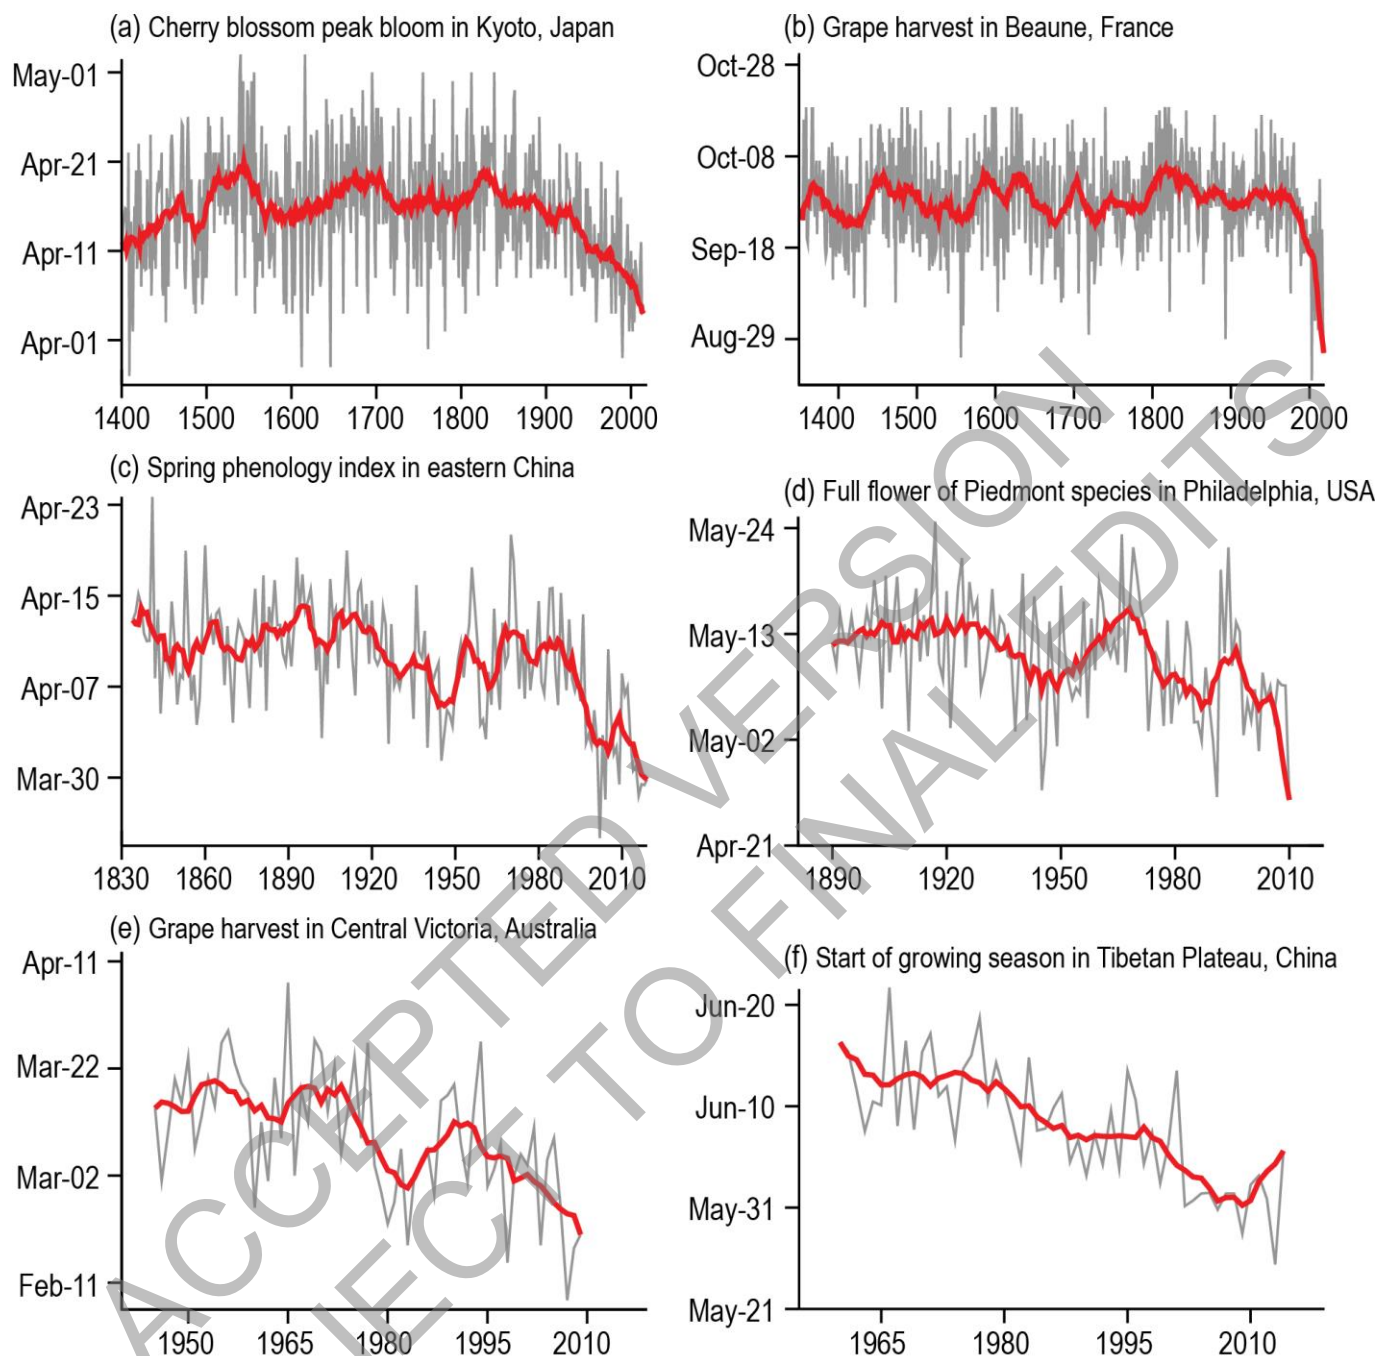 (a) Cherry blossom peak bloom in Kyoto, Japan
May-01
Apr-21
Apr-11
Apr-01
1400 1500 1600 1700 1800 1900 2000
(b) Grape harvest in Beaune, France
Oct-28
Oct-08
Sep-18
Aug-29
1400 1500 1600 1700 1800 1900 2000
(c) Spring phenology index in eastern China
Apr-23
Apr-15
Apr-07
Mar-30
1830 1860 1890 1920 1950 1980 2010
(d) Full flower of Piedmont species in Philadelphia, USA
May-24
May-13
May-02
Apr-21
1890 1920 1950 1980 2010
(e) Grape harvest in Central Victoria, Australia
Apr-11
Mar-22
Mar-02
Feb-11
1950 1965 1980 1995 2010
(f) Start of growing season in Tibetan Plateau, China
Jun-20
Jun-10
May-31
May-21
1965 1980 1995 2010
ACCEPTED VERSION
JECT TO FINAL EDITS